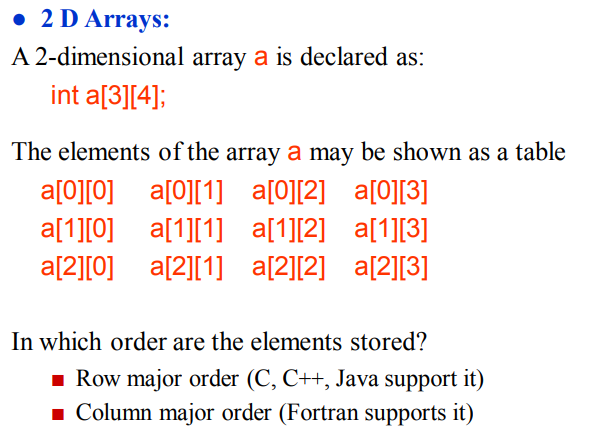 • 2 D Arrays:
A 2-dimensional array a is declared as:
int a[3][4];
The elements of the array a may be shown as a table
a[0][0] a[0][1] a[0][2] a[0][3]
a[1][0] a[1][1] a[1][2] a[1][3]
a[2][0] a[2][1] a[2][2] a[2][3]
In which order are the elements stored?
■ Row major order (C, C++, Java support it)
■ Column major order (Fortran supports it)